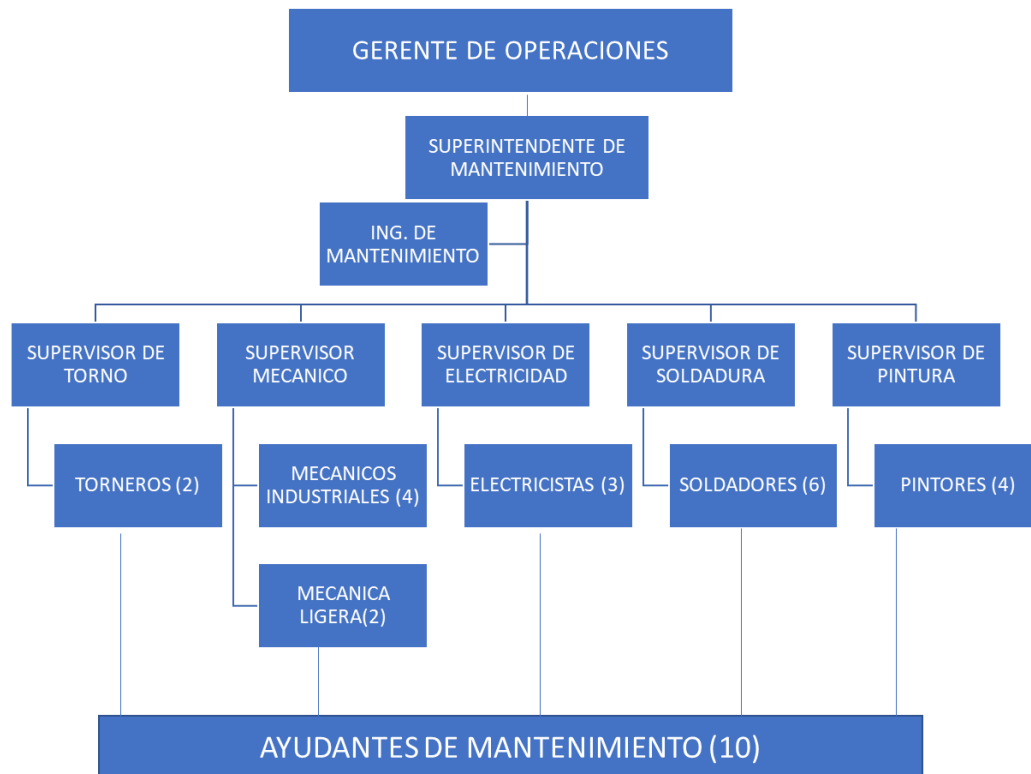 GERENTE DE OPERACIONES
SUPERINTENDENTE DE
MANTENIMIENTO
ING. DE
MANTENIMIENTO
SUPERVISOR DE
TORNO
SUPERVISOR
MECANICO
SUPERVISOR DE
ELECTRICIDAD
SUPERVISOR DE
SOLDADURA
SUPERVISOR DE
PINTURA
TORNEROS (2)
MECANICOS
INDUSTRIALES (4)
ELECTRICISTAS (3)
SOLDADORES (6)
PINTORES (4)
MECANICA
LIGERA(2)
AYUDANTES DE MANTENIMIENTO (10)